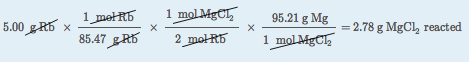 5.00 g Rb × 1 mol Rb / 85.47 g Rb × 1 mol MgCl₂ / 2 mol Rb × 95.21 g Mg / 1 mol MgCl₂ = 2.78 g MgCl₂ reacted